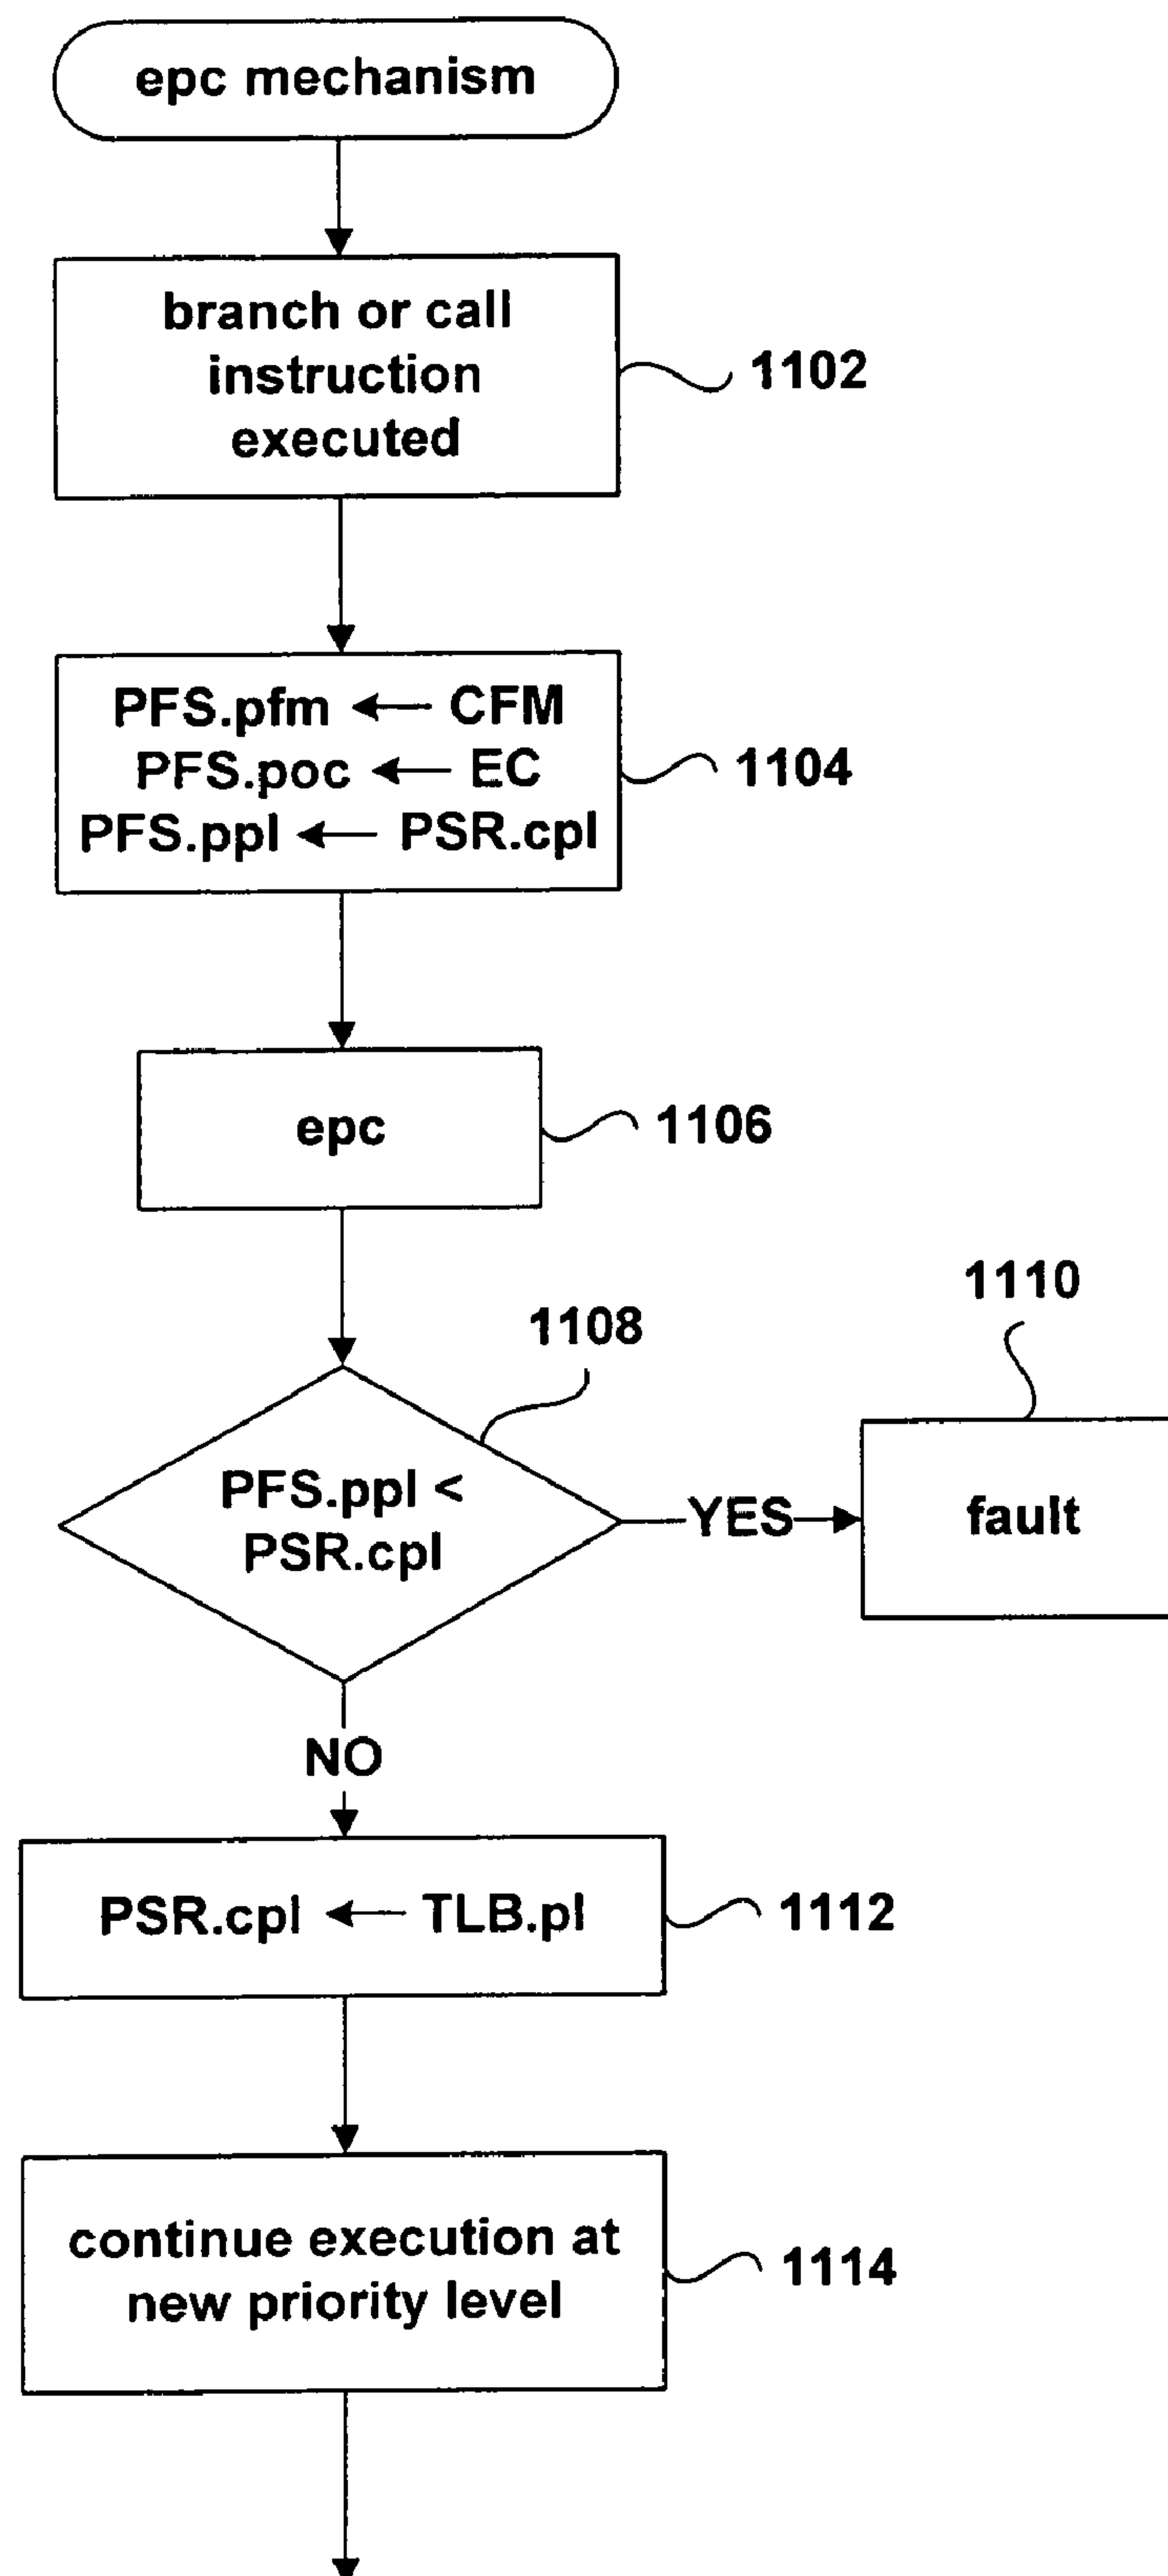 epc mechanism
branch or call
instruction
executed
1102
PFS.pfm ← CFM
PFS.poc ← EC
PFS.ppl ← PSR.cpl
1104
epc
1106
1108
PFS.ppl <
PSR.cpl
YES
1110
fault
NO
PSR.cpl ← TLB.pl
1112
continue execution at
new priority level
1114